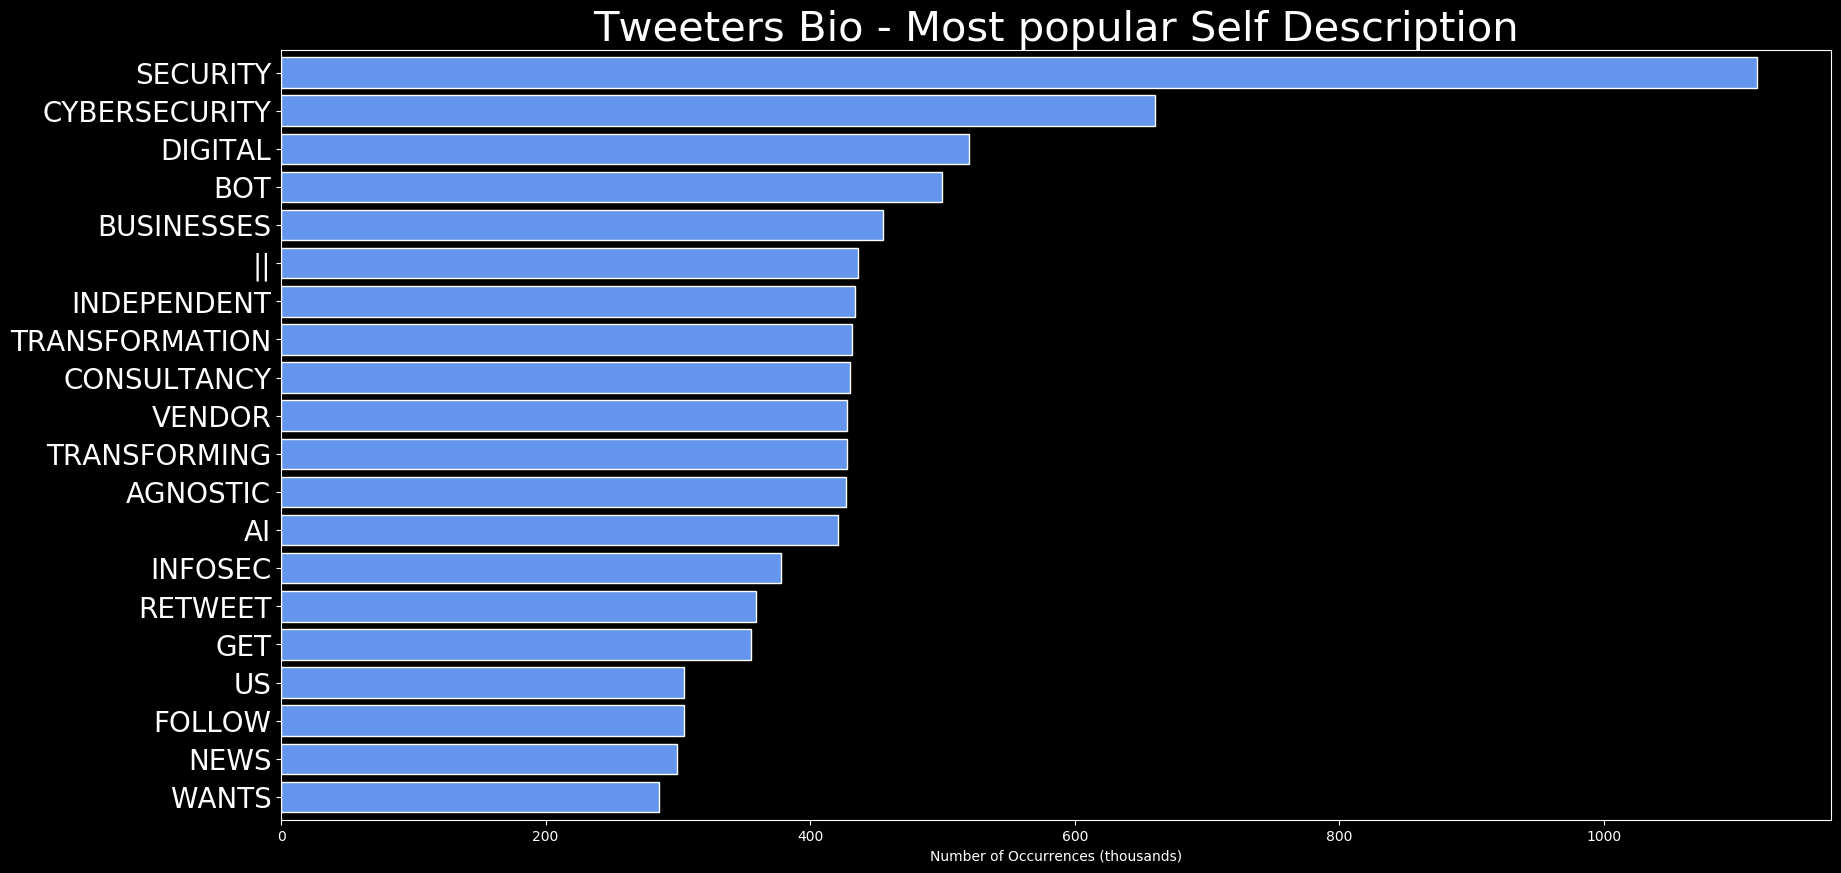 Tweeters Bio - Most popular Self Description
SECURITY
CYBERSECURITY
DIGITAL
BOT
BUSINESSES
||
INDEPENDENT
TRANSFORMATION
CONSULTANCY
VENDOR
TRANSFORMING
AGNOSTIC
AI
INFOSEC
RETWEET
GET
US
FOLLOW
NEWS
WANTS
0 200 400 600 800 1000
Number of Occurrences (thousands)